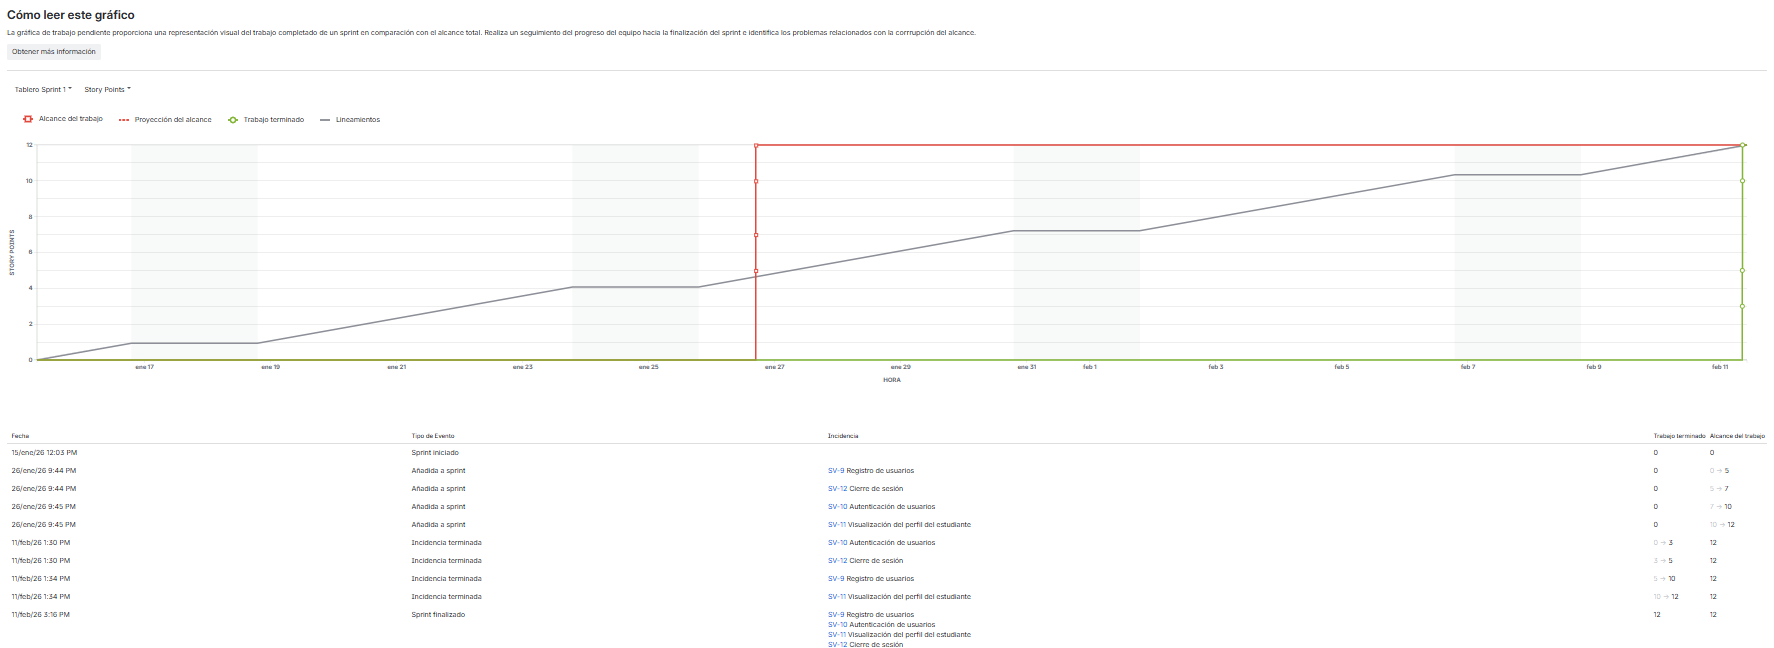 Cómo leer este gráfico
La gráfica de trabajo pendiente proporciona una representación visual del trabajo completado de un sprint en comparación con el alcance total. Realiza un seguimiento del progreso del equipo hacia la finalización del sprint e identifica los problemas relacionados con la corrrupción del alcance.
Obtener más información
Tablero Sprint 1 Story Points
Alcance del trabajo Proyección del alcance Trabajo terminado Lineamientos
12
10
8
6
4
2
0
STORY POINTS
ene 17 ene 19 ene 21 ene 23 ene 25 ene 27 ene 29 ene 31 feb 1 feb 3 feb 5 feb 7 feb 9 feb 11
HORA
Fecha Tipo de Evento Incidencia Trabajo terminado Alcance del trabajo
15/ene/26 12:03 PM Sprint iniciado 0 0
26/ene/26 9:44 PM Añadida a sprint SV-9 Registro de usuarios 0 0 → 5
26/ene/26 9:44 PM Añadida a sprint SV-12 Cierre de sesión 0 5 → 7
26/ene/26 9:45 PM Añadida a sprint SV-10 Autenticación de usuarios 0 7 → 10
26/ene/26 9:45 PM Añadida a sprint SV-11 Visualización del perfil del estudiante 0 10 → 12
11/feb/26 1:30 PM Incidencia terminada SV-10 Autenticación de usuarios 0 → 3 12
11/feb/26 1:30 PM Incidencia terminada SV-12 Cierre de sesión 3 → 5 12
11/feb/26 1:34 PM Incidencia terminada SV-9 Registro de usuarios 5 → 10 12
11/feb/26 1:34 PM Incidencia terminada SV-11 Visualización del perfil del estudiante 10 → 12 12
11/feb/26 3:16 PM Sprint finalizado SV-9 Registro de usuarios 12 12
SV-10 Autenticación de usuarios
SV-11 Visualización del perfil del estudiante
SV-12 Cierre de sesión